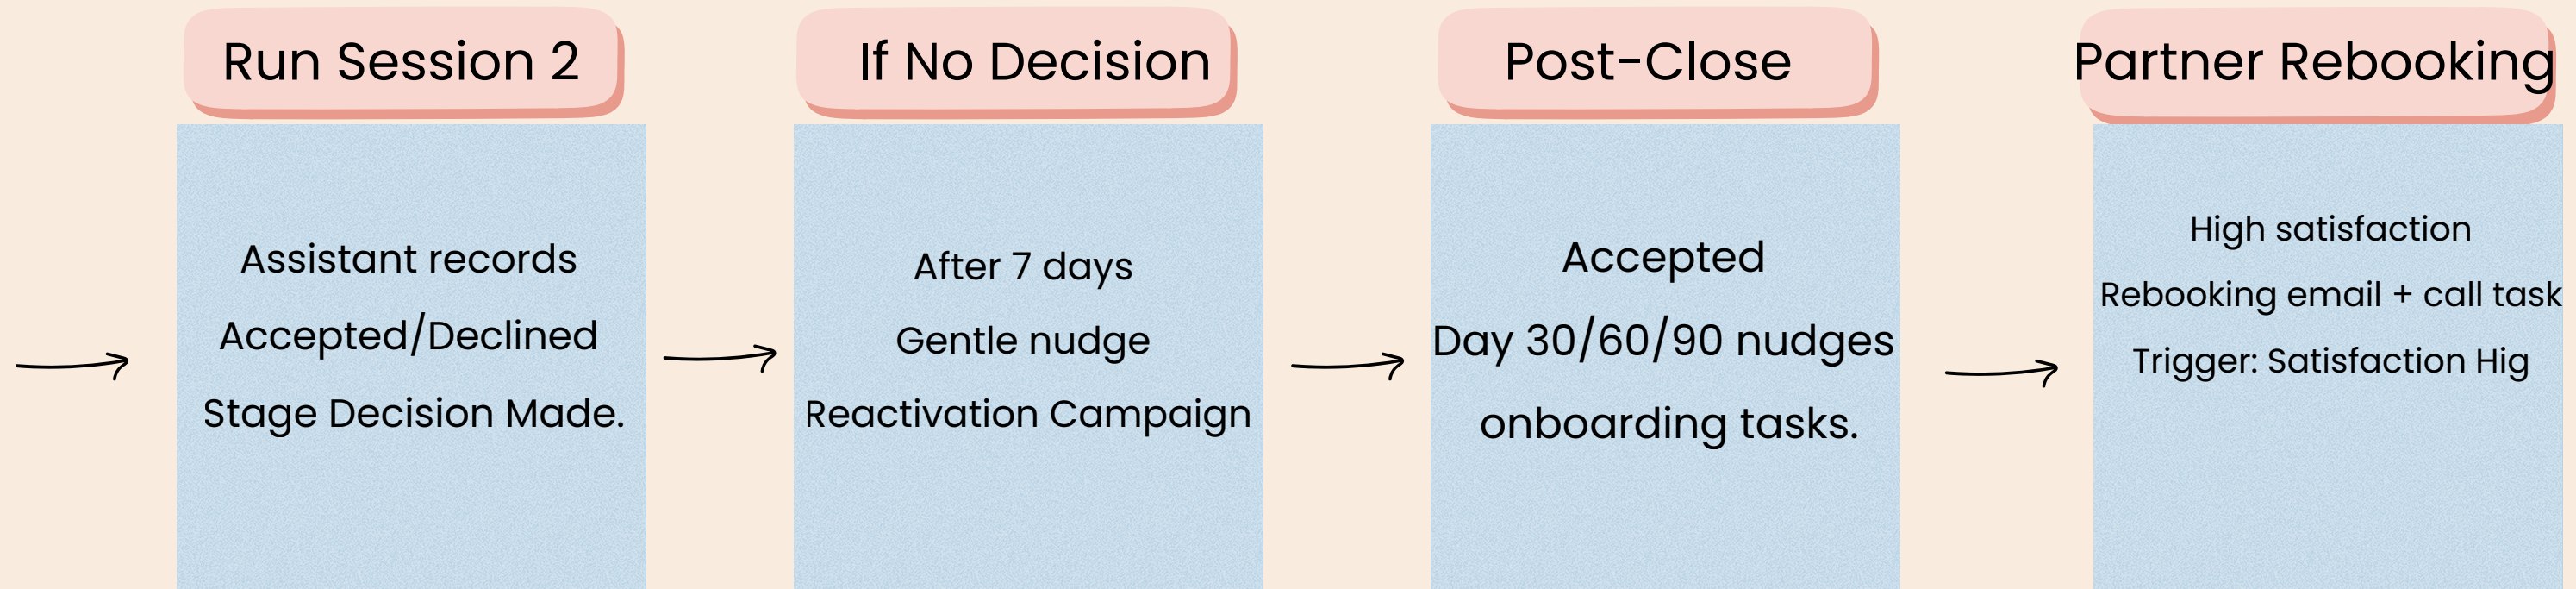 Run Session 2
Assistant records
Accepted/Declined
Stage Decision Made.
If No Decision
After 7 days
Gentle nudge
Reactivation Campaign
Post-Close
Accepted
Day 30/60/90 nudges
onboarding tasks.
Partner Rebooking
High satisfaction
Rebooking email + call task
Trigger: Satisfaction Hig